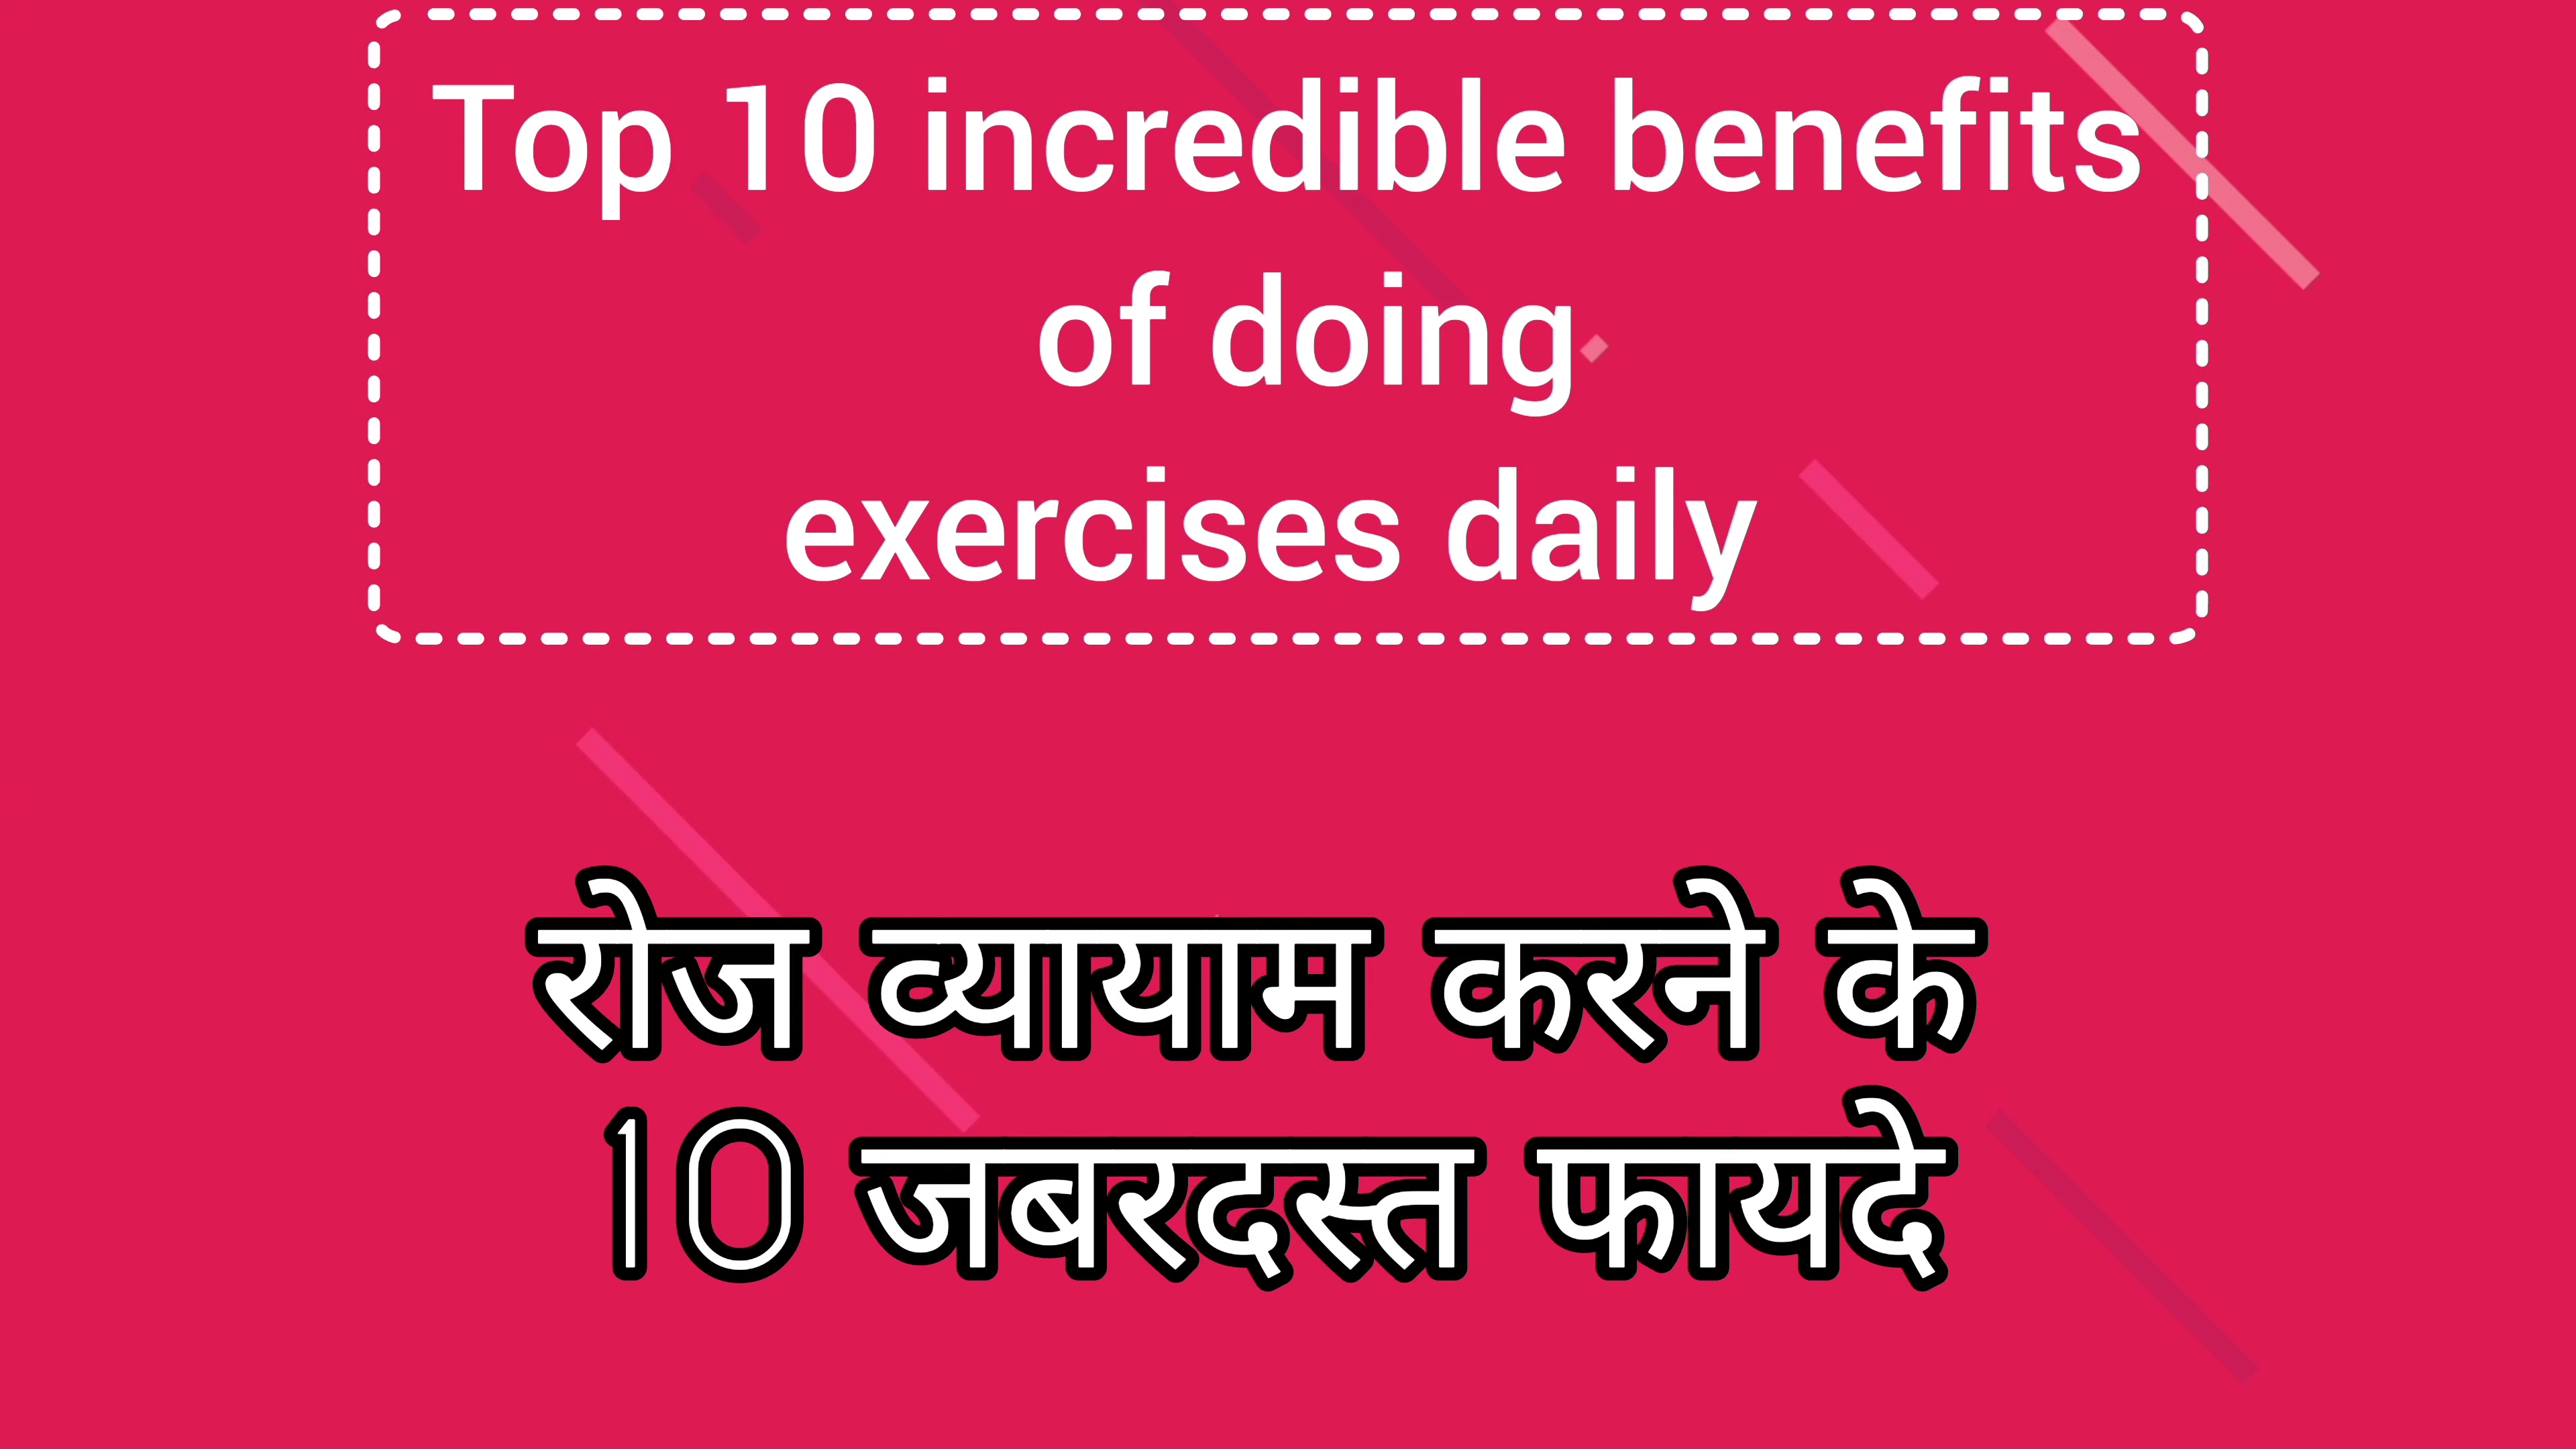 Top 10 incredible benefits
of doing
exercises daily
रोज व्यायाम करने के
10 जबरदस्त फायदे